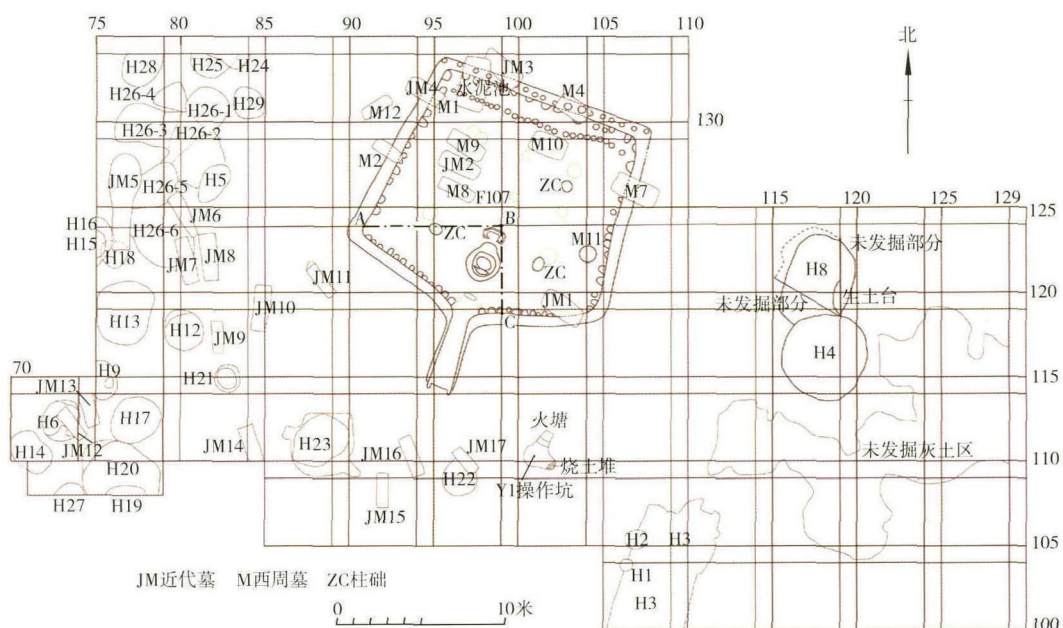 75 80 85 90 95 100 105 110
北
H28 H25 H24 JM3
H26-4 JM4 水泥池
H26-1 H29 M12 M1 M4
130
H26-3 H26-2 M9 M10
M2 JM2
JM5 H26-5 H5 M8 ZC M7
F107
115 120 125 129
JM6 A B 125
H16 H26-6 ZC 未发掘部分
H15 JM8 M11
H18 JM7 JM11 ZC H8
JM10 JM1 未发掘部分 生土台 120
H13 H12 JM9 C
H4
70 H9 H21 115
JM13
H6 H17 火塘
H14 JM12 JM14 H23 JM16 JM17 未发掘灰土区
H20 H22 烧土堆 110
Y1操作坑
H27 H19 JM15
H2 H3 105
H1
JM近代墓 M西周墓 ZC柱础 H3
0 10米 100